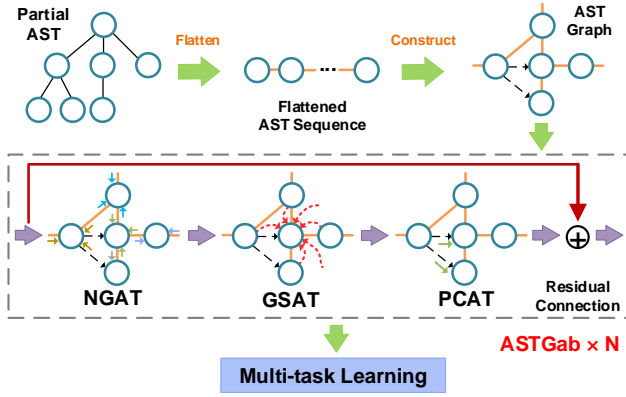 Partial
AST
Flatten
...
Flattened
AST Sequence
Construct
AST
Graph
NGAT
GSAT
PCAT
Residual
Connection
ASTGab × N
Multi-task Learning